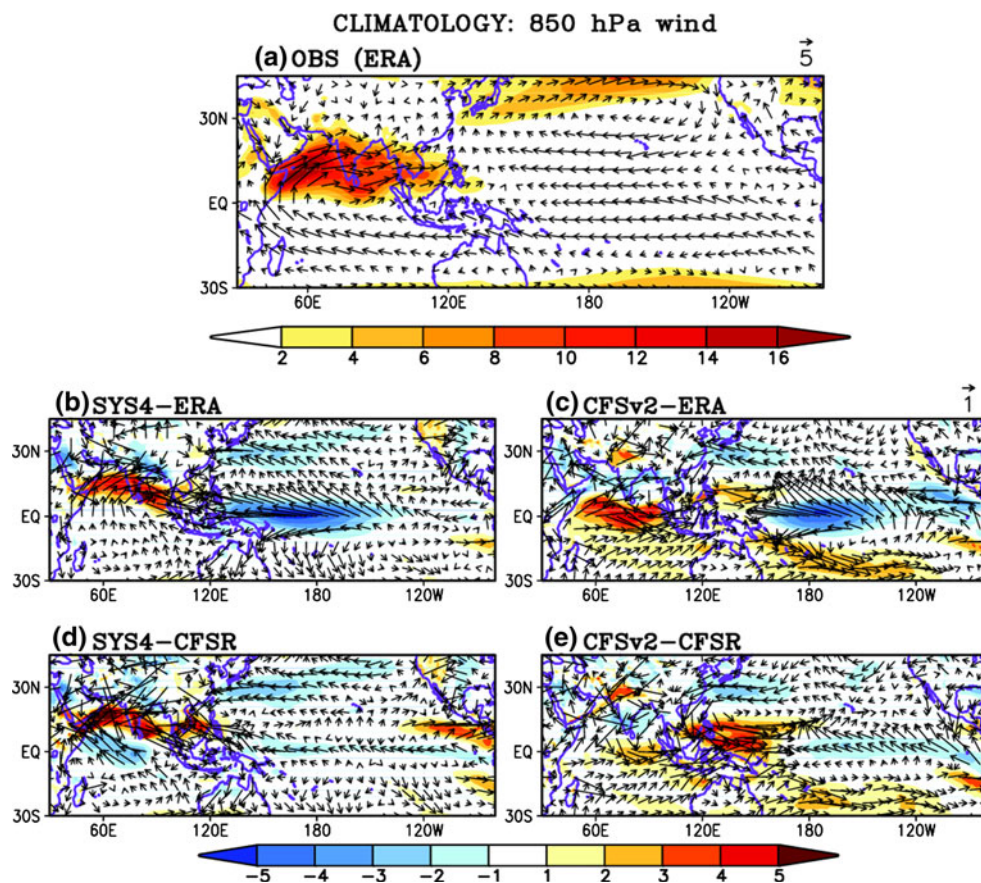 CLIMATOLOGY: 850 hPa wind
(a) OBS (ERA) 5
30N
EQ
30S
60E 120E 180 120W
2 4 6 8 10 12 14 16
(b) SYS4-ERA
30N
EQ
30S
60E 120E 180 120W
(c) CFSv2-ERA 1
30N
EQ
30S
60E 120E 180 120W
(d) SYS4-CFSR
30N
EQ
30S
60E 120E 180 120W
(e) CFSv2-CFSR
30N
EQ
30S
60E 120E 180 120W
-5 -4 -3 -2 -1 1 2 3 4 5